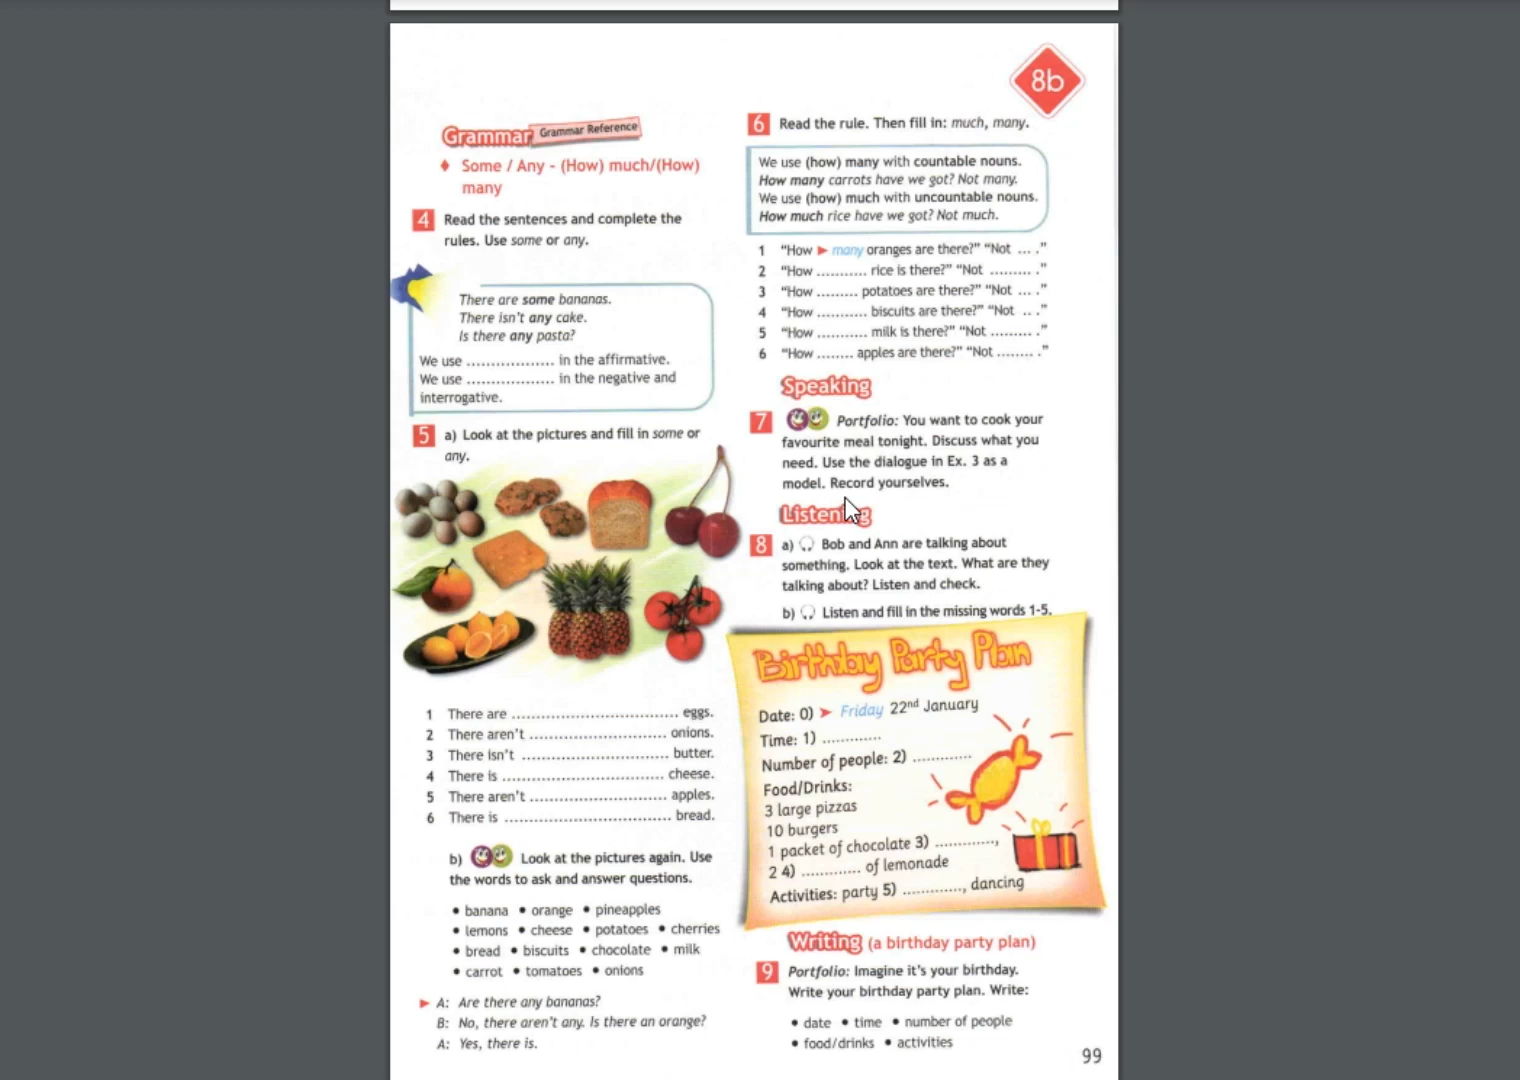 8b
Grammar Grammar Reference
♦ Some / Any - (How) much/(How)
many
4 Read the sentences and complete the
rules. Use some or any.
There are some bananas.
There isn't any cake.
Is there any pasta?
We use .................. in the affirmative.
We use .................. in the negative and
interrogative.
5 a) Look at the pictures and fill in some or
any.
1 There are .................................. eggs.
2 There aren't ............................ onions.
3 There isn't .............................. butter.
4 There is ................................. cheese.
5 There aren't ............................ apples.
6 There is .................................. bread.
b) Look at the pictures again. Use
the words to ask and answer questions.
• banana • orange • pineapples
• lemons • cheese • potatoes • cherries
• bread • biscuits • chocolate • milk
• carrot • tomatoes • onions
► A: Are there any bananas?
B: No, there aren't any. Is there an orange?
A: Yes, there is.
6 Read the rule. Then fill in: much, many.
We use (how) many with countable nouns.
How many carrots have we got? Not many.
We use (how) much with uncountable nouns.
How much rice have we got? Not much.
1 "How ► many oranges are there?" "Not ... ."
2 "How ........... rice is there?" "Not ......... ."
3 "How ......... potatoes are there?" "Not ... ."
4 "How ........... biscuits are there?" "Not .. ."
5 "How ........... milk is there?" "Not ......... ."
6 "How ........ apples are there?" "Not ........ ."
Speaking
7 Portfolio: You want to cook your
favourite meal tonight. Discuss what you
need. Use the dialogue in Ex. 3 as a
model. Record yourselves.
Listening
8 a) Bob and Ann are talking about
something. Look at the text. What are they
talking about? Listen and check.
b) Listen and fill in the missing words 1-5.
Birthday Party Plan
Date: 0) ► Friday 22nd January
Time: 1) ............
Number of people: 2) ............
Food/Drinks:
3 large pizzas
10 burgers
1 packet of chocolate 3) ............,
2 4) ............ of lemonade
Activities: party 5) ............, dancing
Writing (a birthday party plan)
9 Portfolio: Imagine it's your birthday.
Write your birthday party plan. Write:
• date • time • number of people
• food/drinks • activities
99